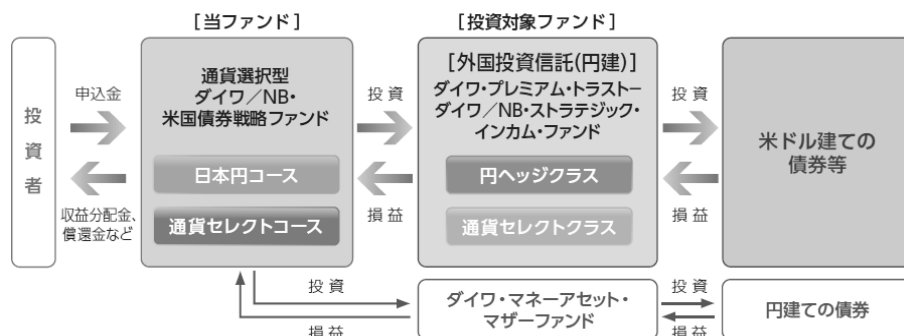 [当ファンド]
[投資対象ファンド]
投資者
申込金
収益分配金、
償還金など
通貨選択型
ダイワ／NB・
米国債券戦略ファンド
日本円コース
通貨セレクトコース
投資
損益
[外国投資信託(円建)]
ダイワ・プレミアム・トラストー
ダイワ／NB・ストラテジック・
インカム・ファンド
円ヘッジクラス
通貨セレクトクラス
投資
損益
米ドル建ての
債券等
投資
損益
ダイワ・マネーアセット・
マザーファンド
投資
損益
円建ての債券